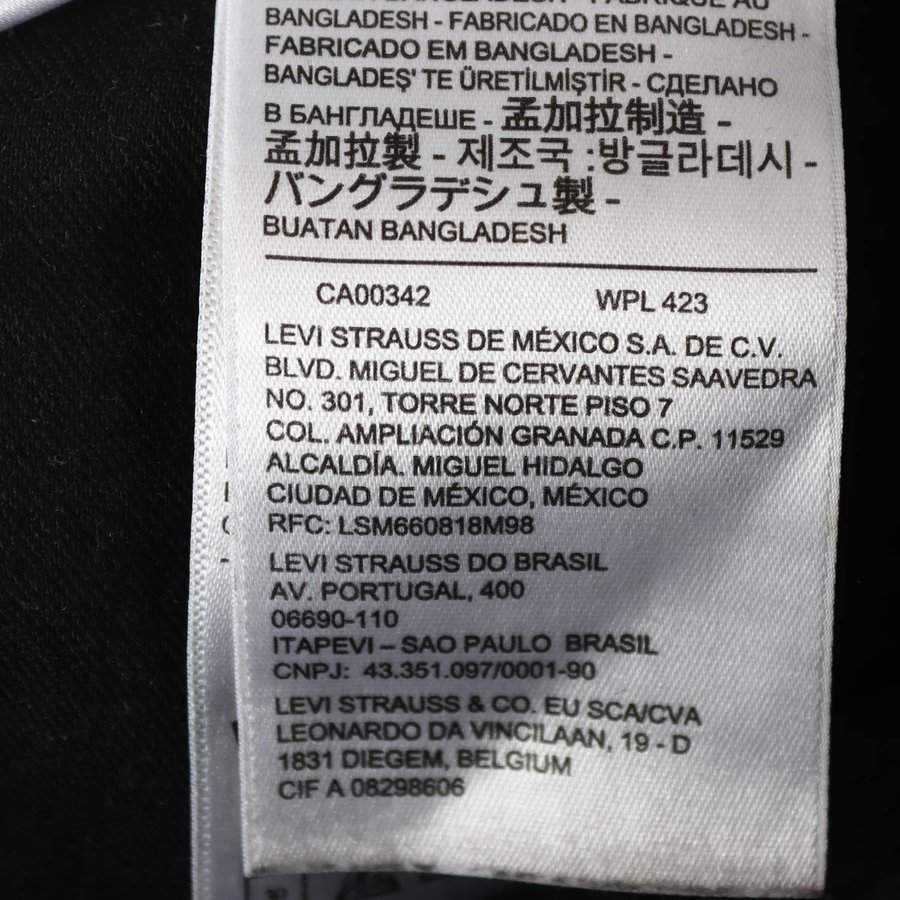 BANGLADESH - FABRIQUE AU
BANGLADESH - FABRICADO EN BANGLADESH -
FABRICADO EM BANGLADESH -
BANGLADEŞ' TE ÜRETİLMİŞTİR - СДЕЛАНО
В БАНГЛАДЕШЕ - 孟加拉制造 -
孟加拉製 - 제조국 :방글라데시 -
バングラデシュ製 -
BUATAN BANGLADESH
CA00342 WPL 423
LEVI STRAUSS DE MÉXICO S.A. DE C.V.
BLVD. MIGUEL DE CERVANTES SAAVEDRA
NO. 301, TORRE NORTE PISO 7
COL. AMPLIACIÓN GRANADA C.P. 11529
ALCALDÍA. MIGUEL HIDALGO
CIUDAD DE MÉXICO, MÉXICO
RFC: LSM660818M98
LEVI STRAUSS DO BRASIL
AV. PORTUGAL, 400
06690-110
ITAPEVI – SAO PAULO BRASIL
CNPJ: 43.351.097/0001-90
LEVI STRAUSS & CO. EU SCA/CVA
LEONARDO DA VINCILAAN, 19 - D
1831 DIEGEM, BELGIUM
CIF A 08298606